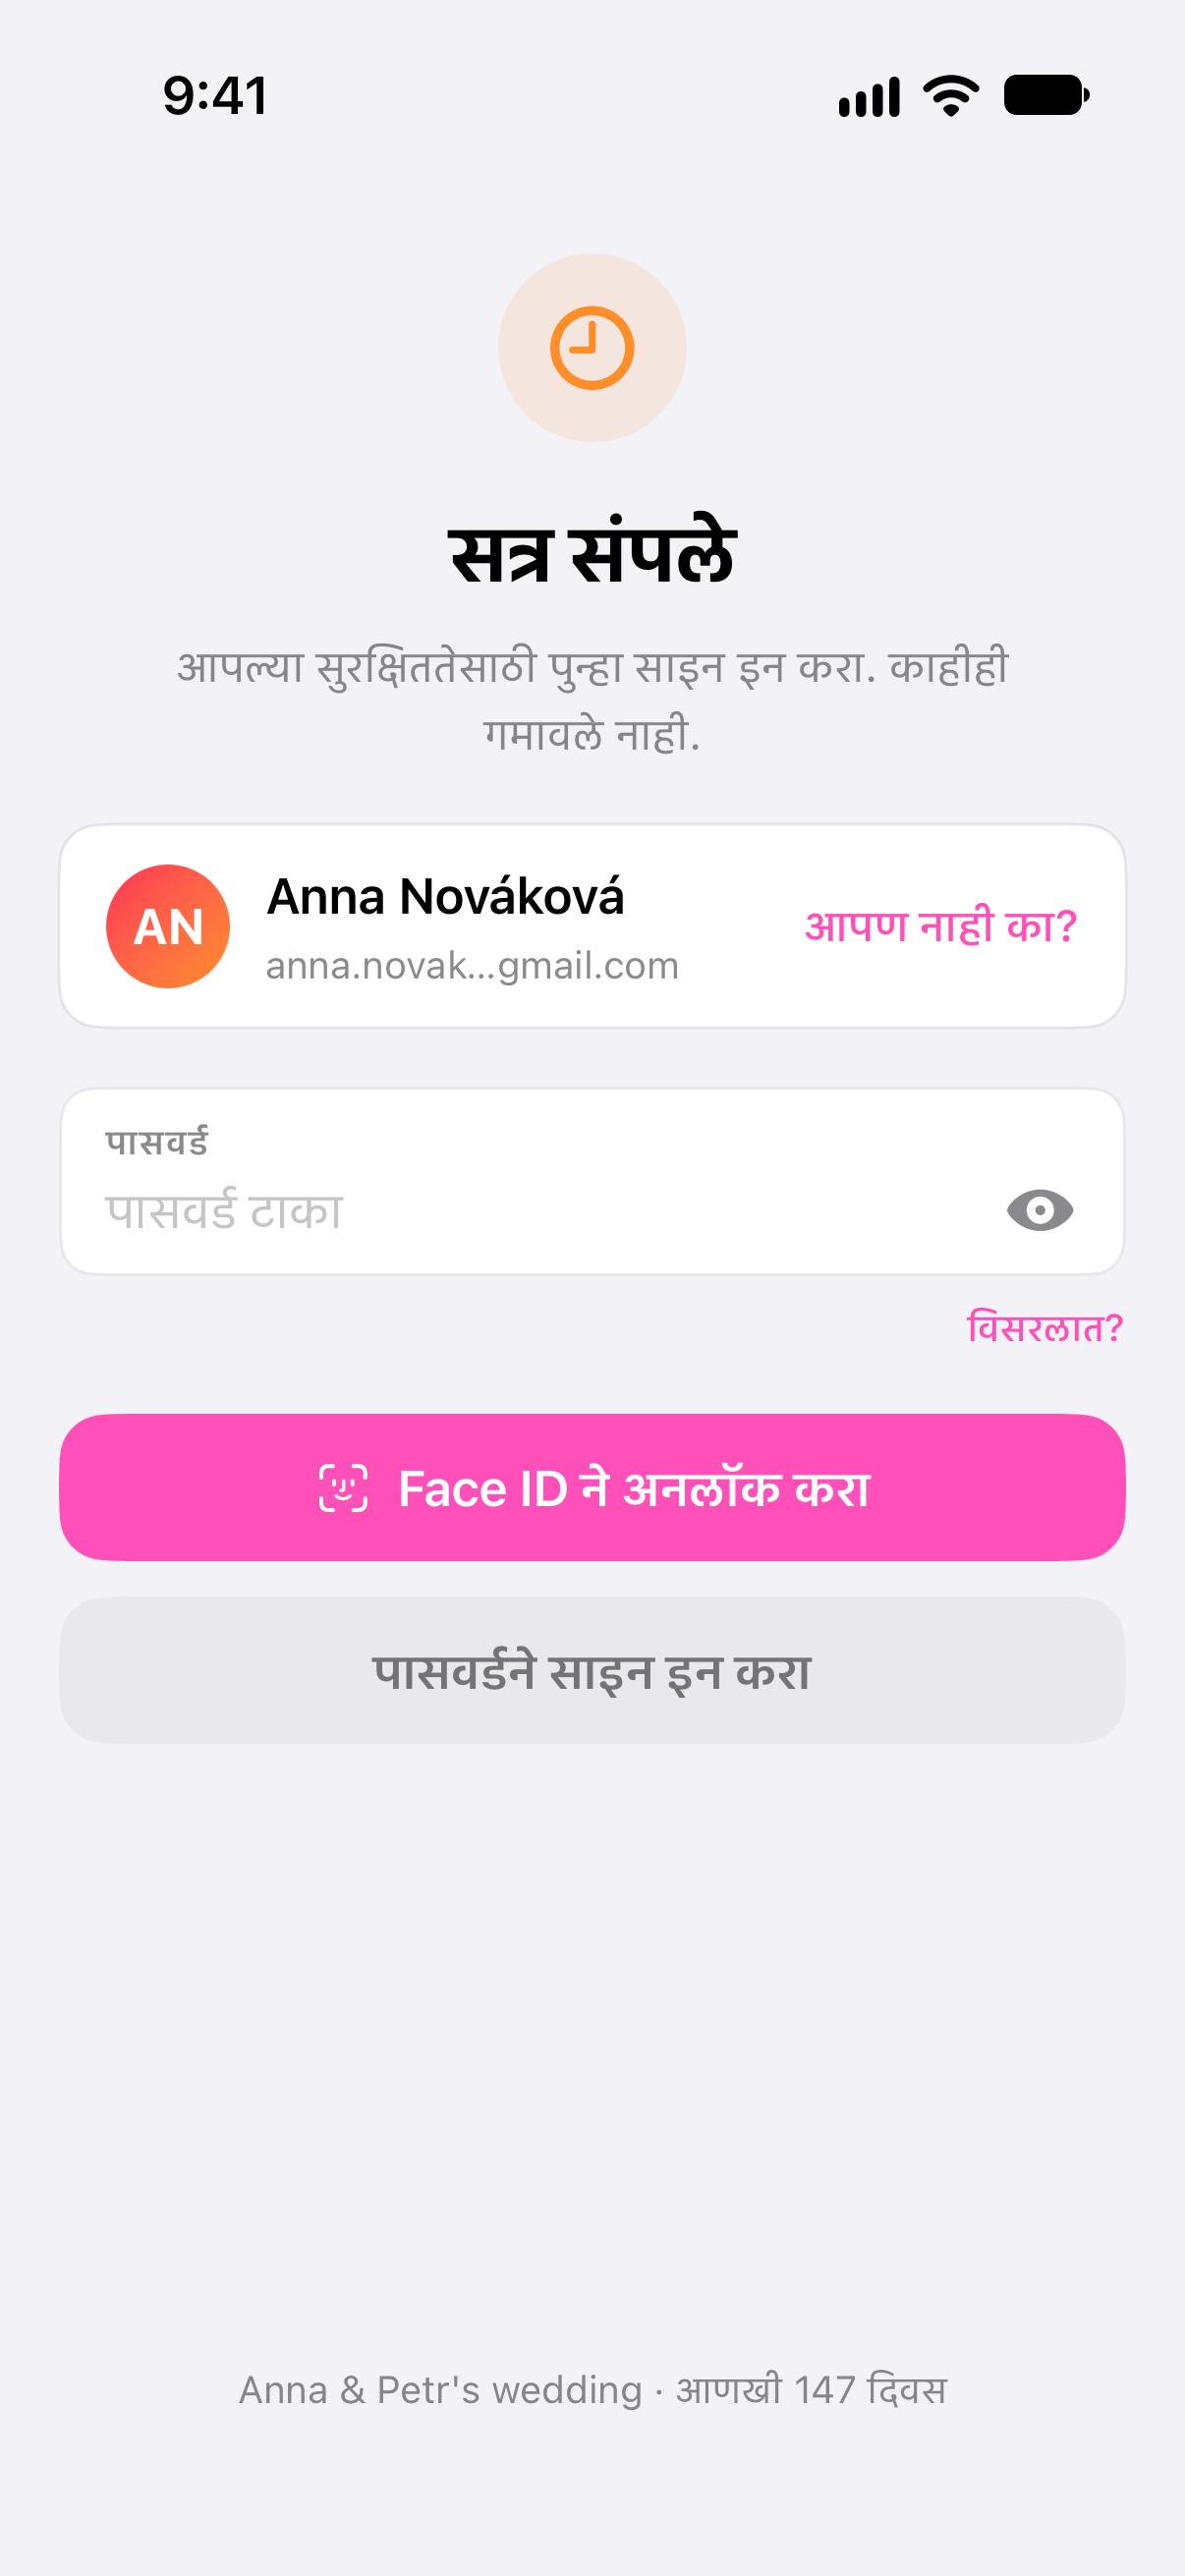 9:41
सत्र संपले
आपल्या सुरक्षिततेसाठी पुन्हा साइन इन करा. काहीही
गमावले नाही.
AN
Anna Nováková
anna.novak...gmail.com
आपण नाही का?
पासवर्ड
पासवर्ड टाका
विसरलात?
Face ID ने अनलॉक करा
पासवर्डने साइन इन करा
Anna & Petr's wedding · आणखी 147 दिवस